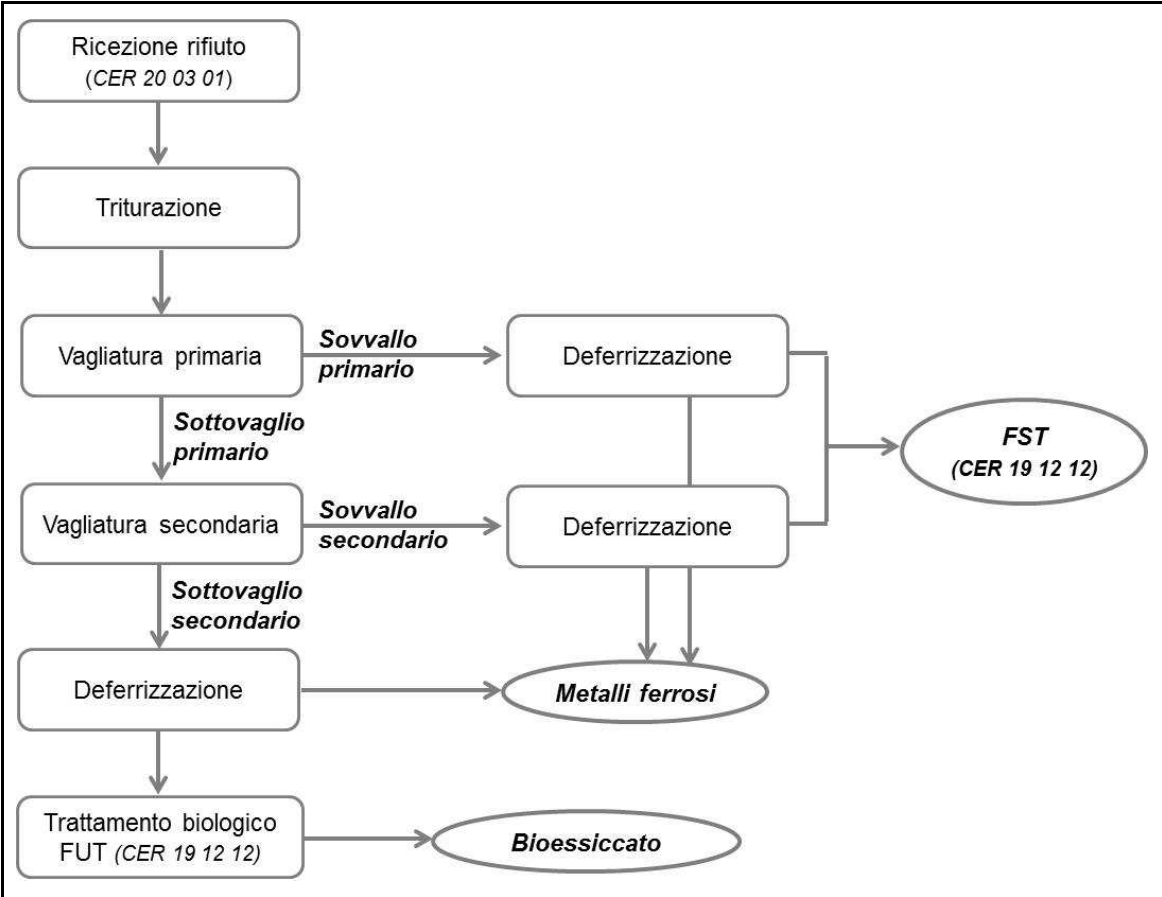 Ricezione rifiuto
(CER 20 03 01)
Triturazione
Vagliatura primaria
Sovvallo
primario
Deferrizzazione
Sottovaglio
primario
FST
(CER 19 12 12)
Vagliatura secondaria
Sovvallo
secondario
Deferrizzazione
Sottovaglio
secondario
Deferrizzazione
Metalli ferrosi
Trattamento biologico
FUT (CER 19 12 12)
Bioessiccato